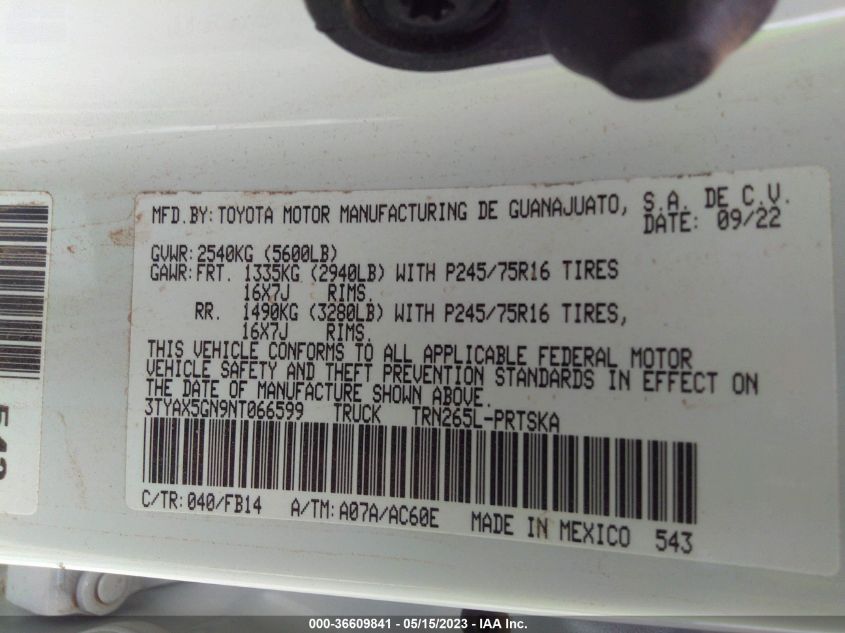 MFD.BY:TOYOTA MOTOR MANUFACTURING DE GUANAJUATO, S.A. DE C.V.
DATE: 09/22
GVWR:2540KG (5600LB)
GAWR:FRT. 1335KG (2940LB) WITH P245/75R16 TIRES
16X7J RIMS.
RR. 1490KG (3280LB) WITH P245/75R16 TIRES,
16X7J RIMS.
THIS VEHICLE CONFORMS TO ALL APPLICABLE FEDERAL MOTOR
VEHICLE SAFETY AND THEFT PREVENTION STANDARDS IN EFFECT ON
THE DATE OF MANUFACTURE SHOWN ABOVE.
3TYAX5GN9NT066599 TRUCK TRN265L-PRTSKA
C/TR:040/FB14 A/TM:A07A/AC60E MADE IN MEXICO 543
543
000-36609841 - 05/15/2023 - IAA Inc.